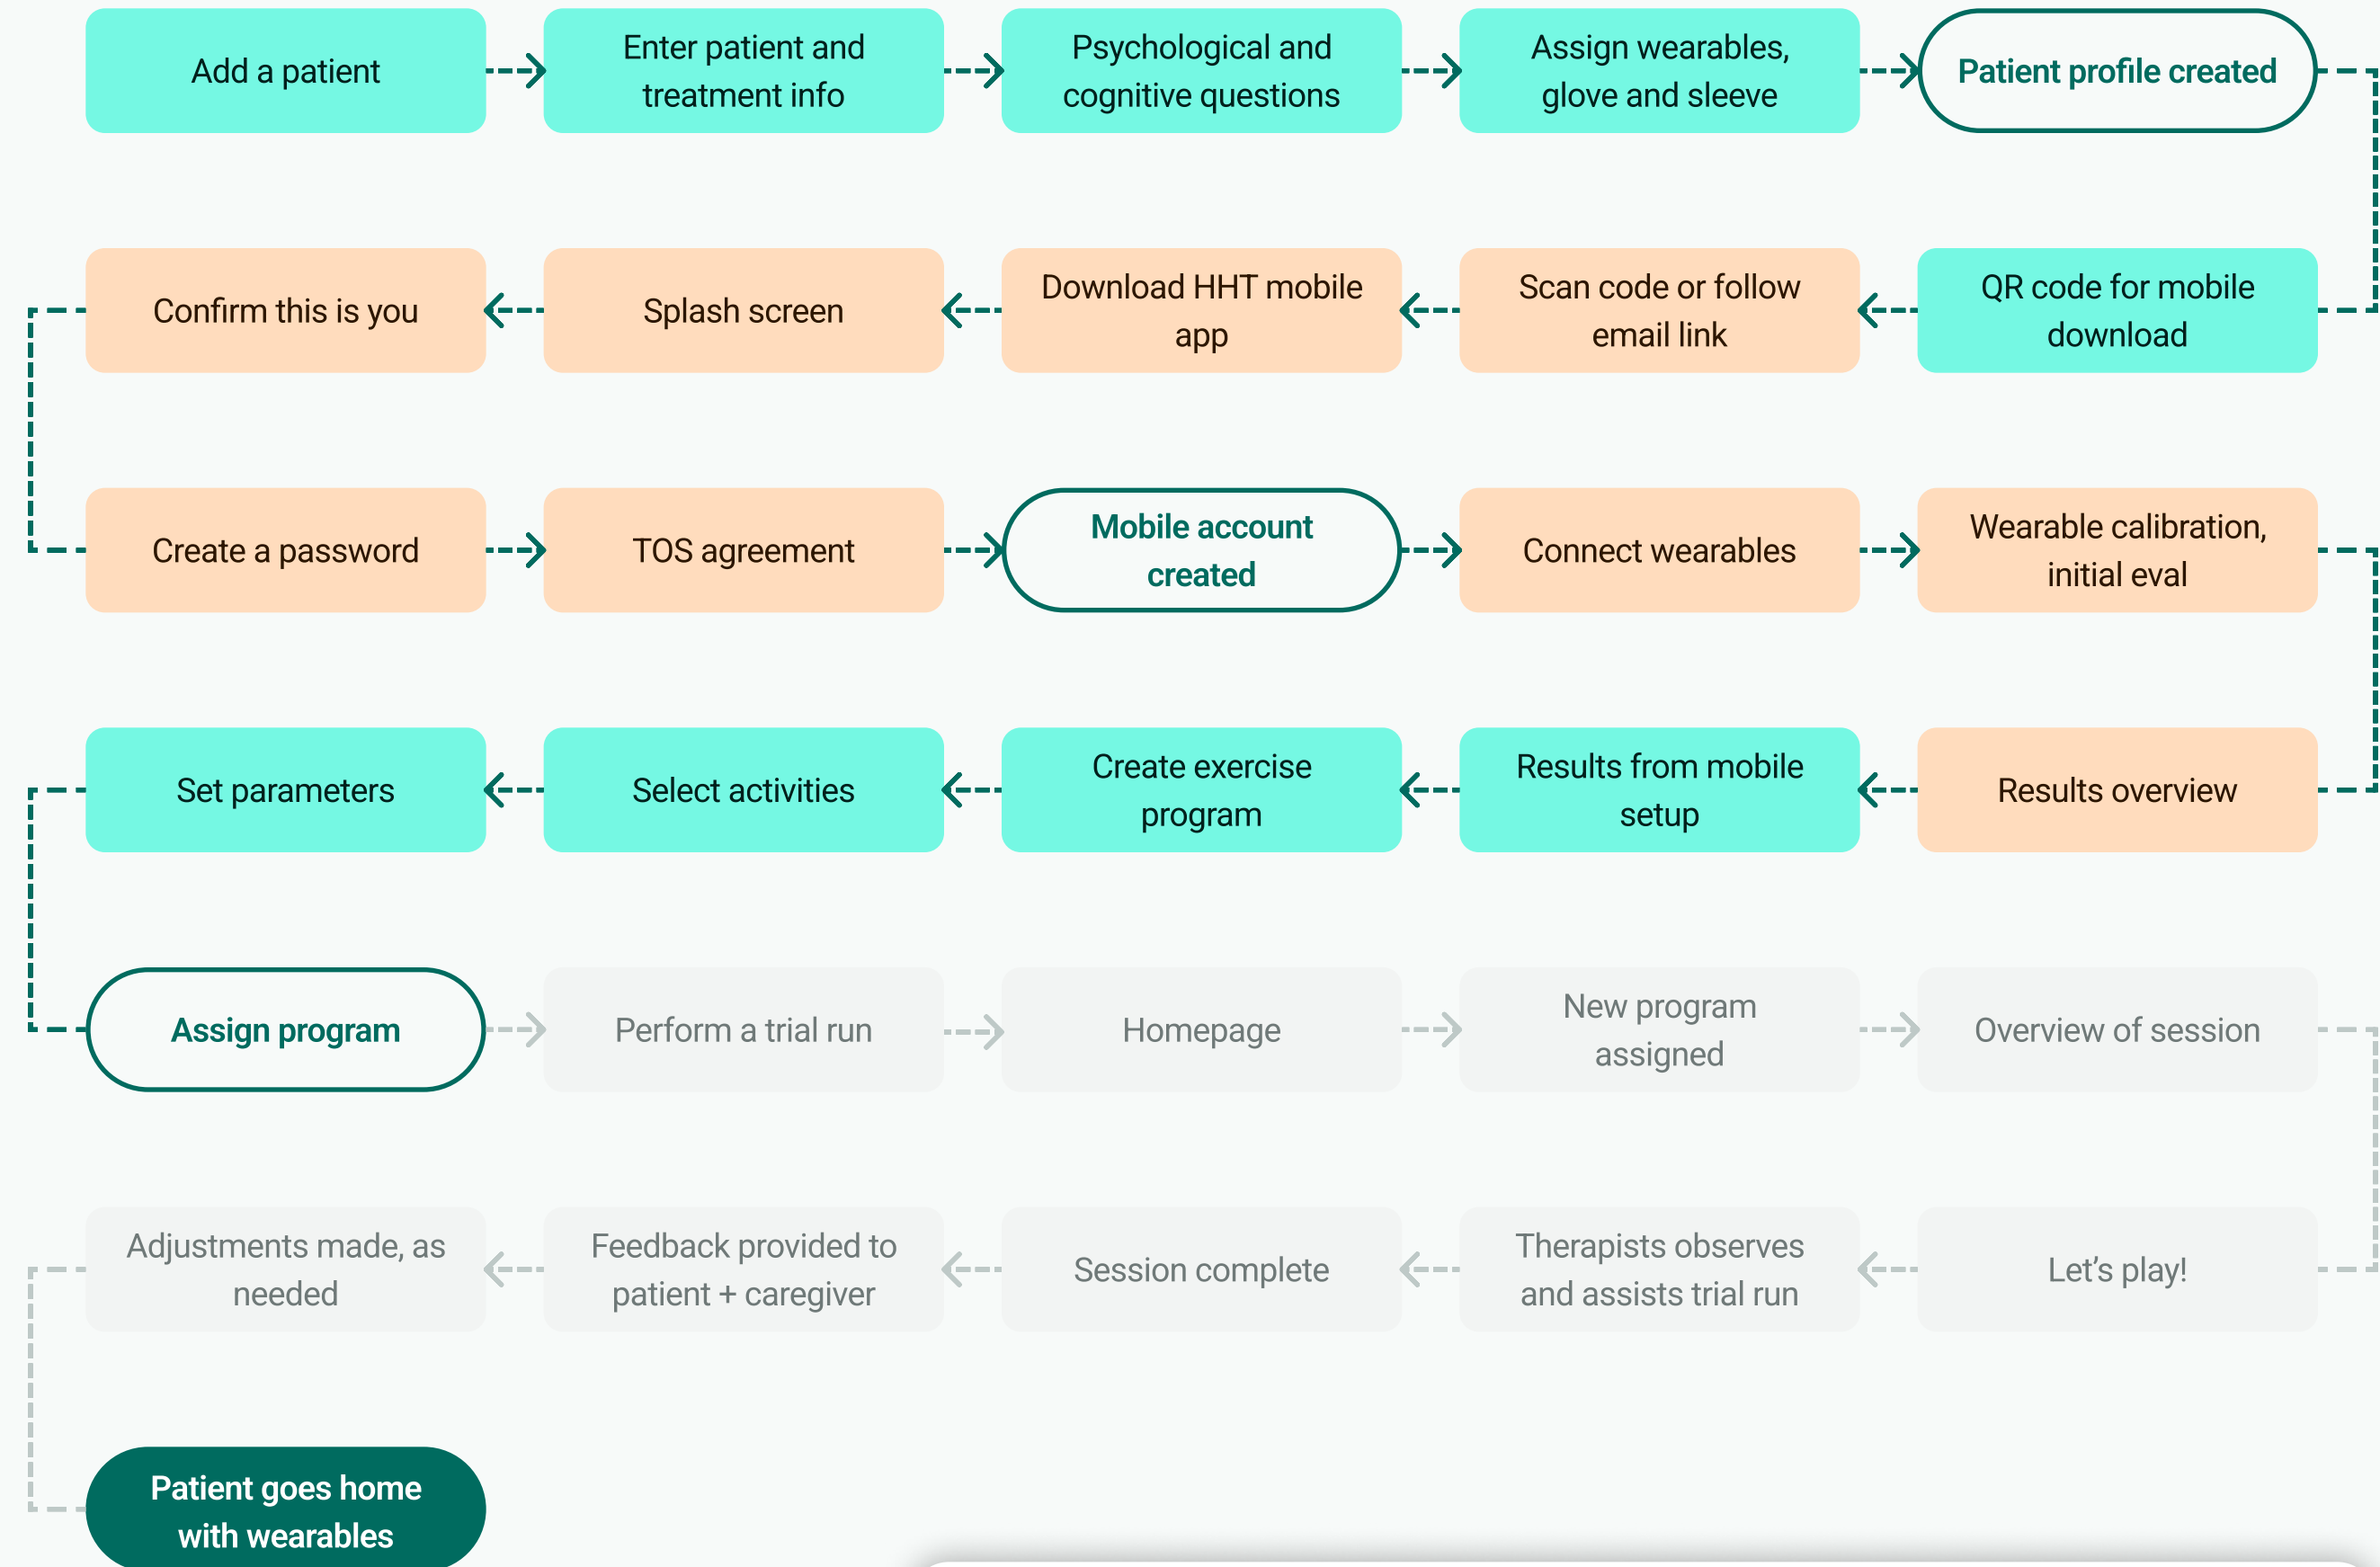 Add a patient
Enter patient and
treatment info
Psychological and
cognitive questions
Assign wearables,
glove and sleeve
Patient profile created
Confirm this is you
Splash screen
Download HHT mobile
app
Scan code or follow
email link
QR code for mobile
download
Create a password
TOS agreement
Mobile account
created
Connect wearables
Wearable calibration,
initial eval
Set parameters
Select activities
Create exercise
program
Results from mobile
setup
Results overview
Assign program
Perform a trial run
Homepage
New program
assigned
Overview of session
Adjustments made, as
needed
Feedback provided to
patient + caregiver
Session complete
Therapists observes
and assists trial run
Let’s play!
Patient goes home
with wearables